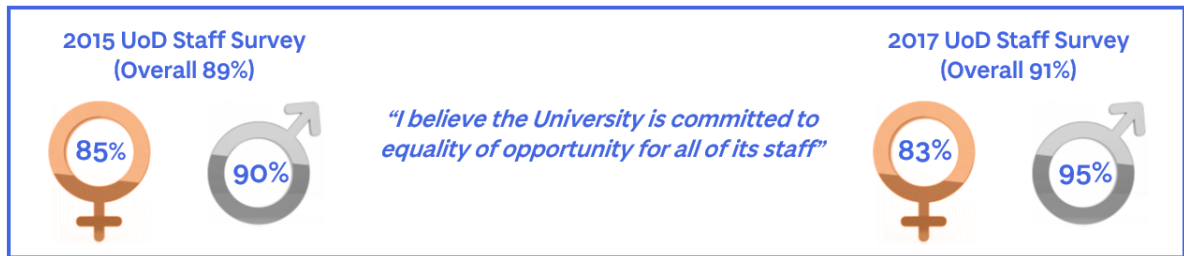 2015 UoD Staff Survey
(Overall 89%)
85%
90%
“I believe the University is committed to
equality of opportunity for all of its staff”
2017 UoD Staff Survey
(Overall 91%)
83%
95%